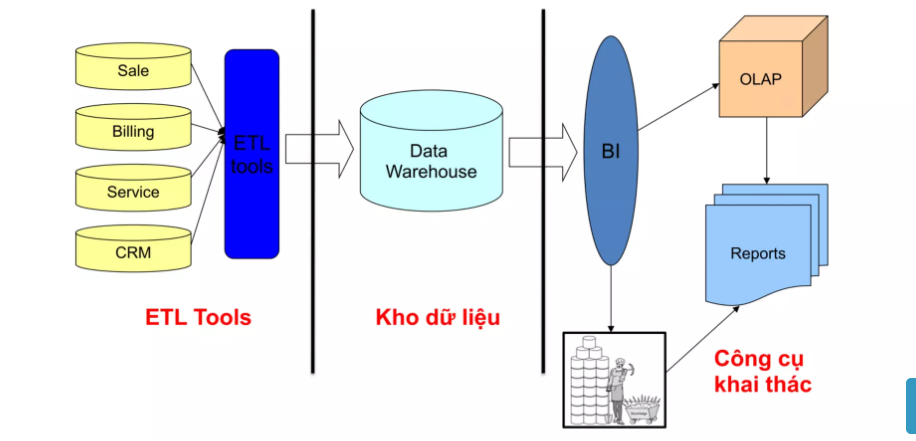 Sale
Billing
Service
CRM
ETL
tools
Data
Warehouse
BI
OLAP
Reports
ETL Tools
Kho dữ liệu
Công cụ
khai thác